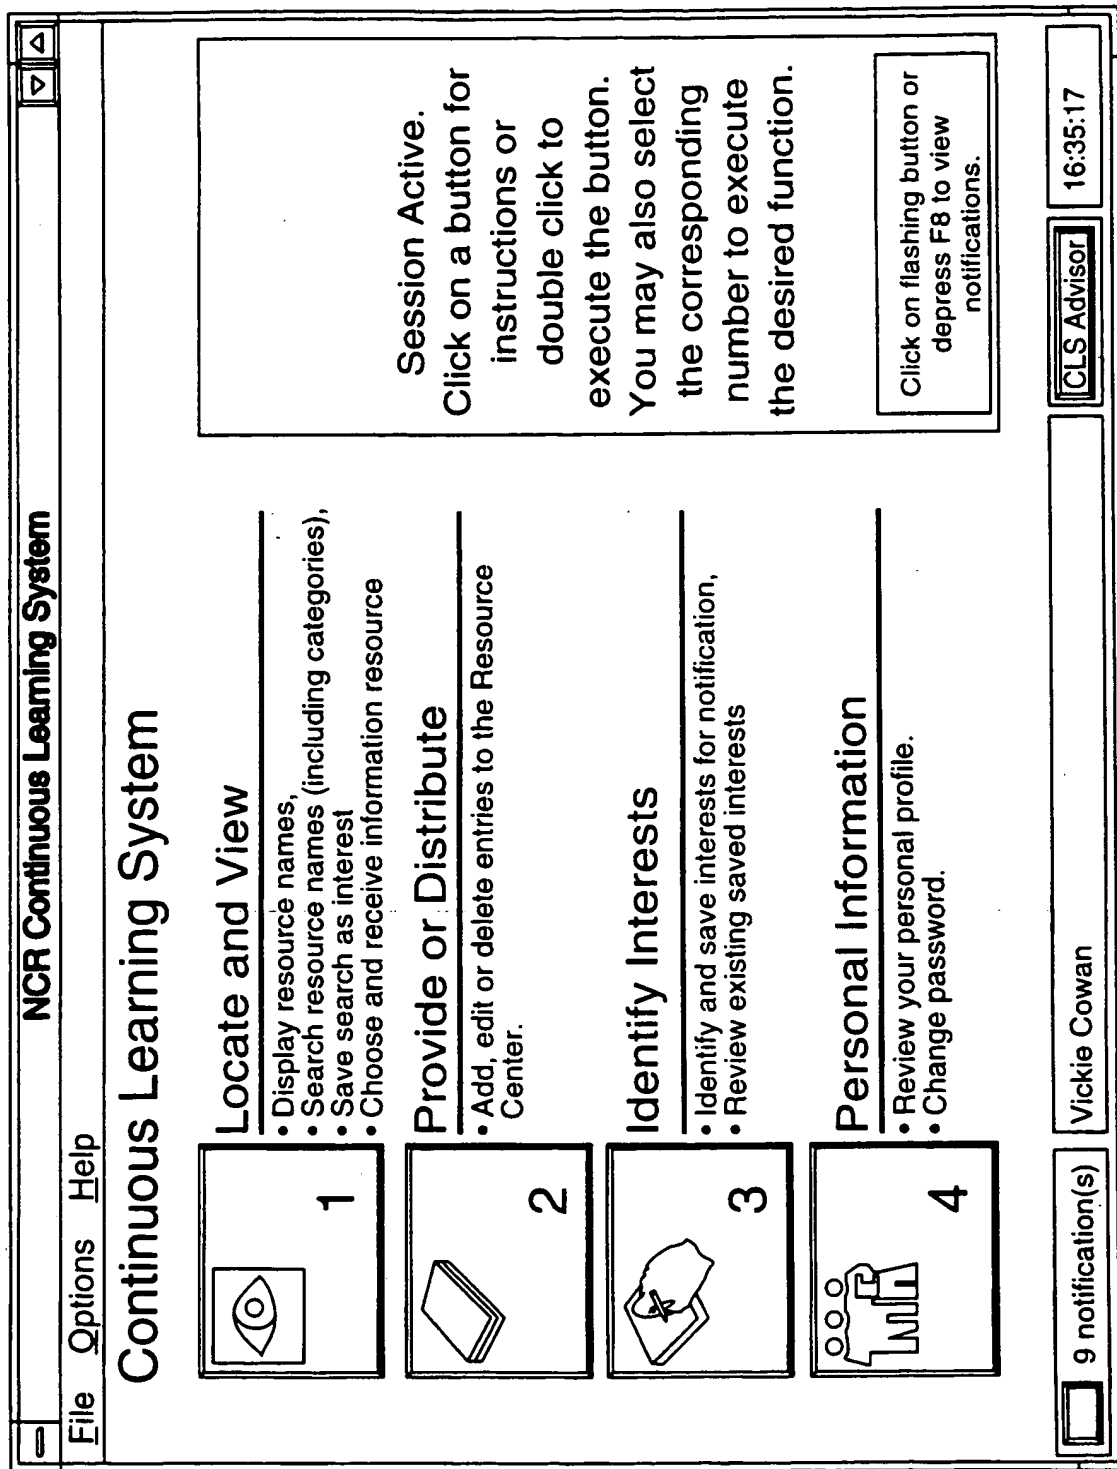 NCR Continuous Learning System
File Options Help
Continuous Learning System
1
Locate and View
• Display resource names,
• Search resource names (including categories),
• Save search as interest
• Choose and receive information resource
2
Provide or Distribute
• Add, edit or delete entries to the Resource
Center.
3
Identify Interests
• Identify and save interests for notification,
• Review existing saved interests
4
Personal Information
• Review your personal profile.
• Change password.
Session Active.
Click on a button for
instructions or
double click to
execute the button.
You may also select
the corresponding
number to execute
the desired function.
Click on flashing button or
depress F8 to view
notifications.
9 notification(s)
Vickie Cowan
CLS Advisor
16:35:17